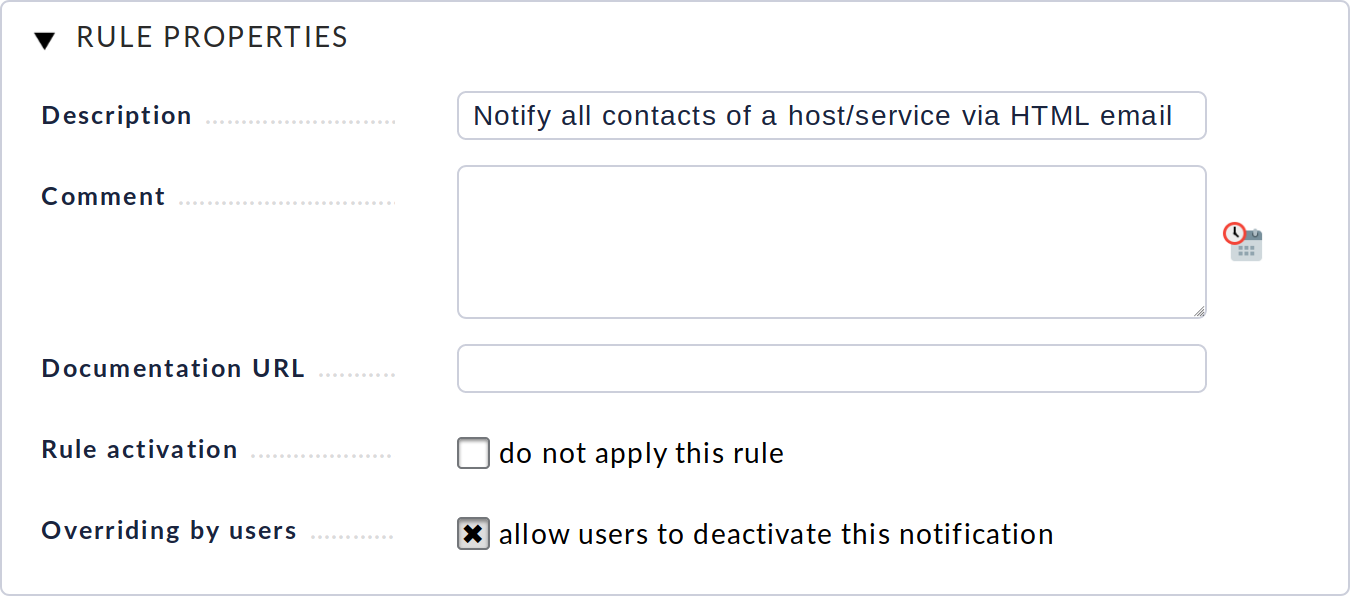 RULE PROPERTIES
Description
Notify all contacts of a host/service via HTML email
Comment
Documentation URL
Rule activation
do not apply this rule
Overriding by users
allow users to deactivate this notification